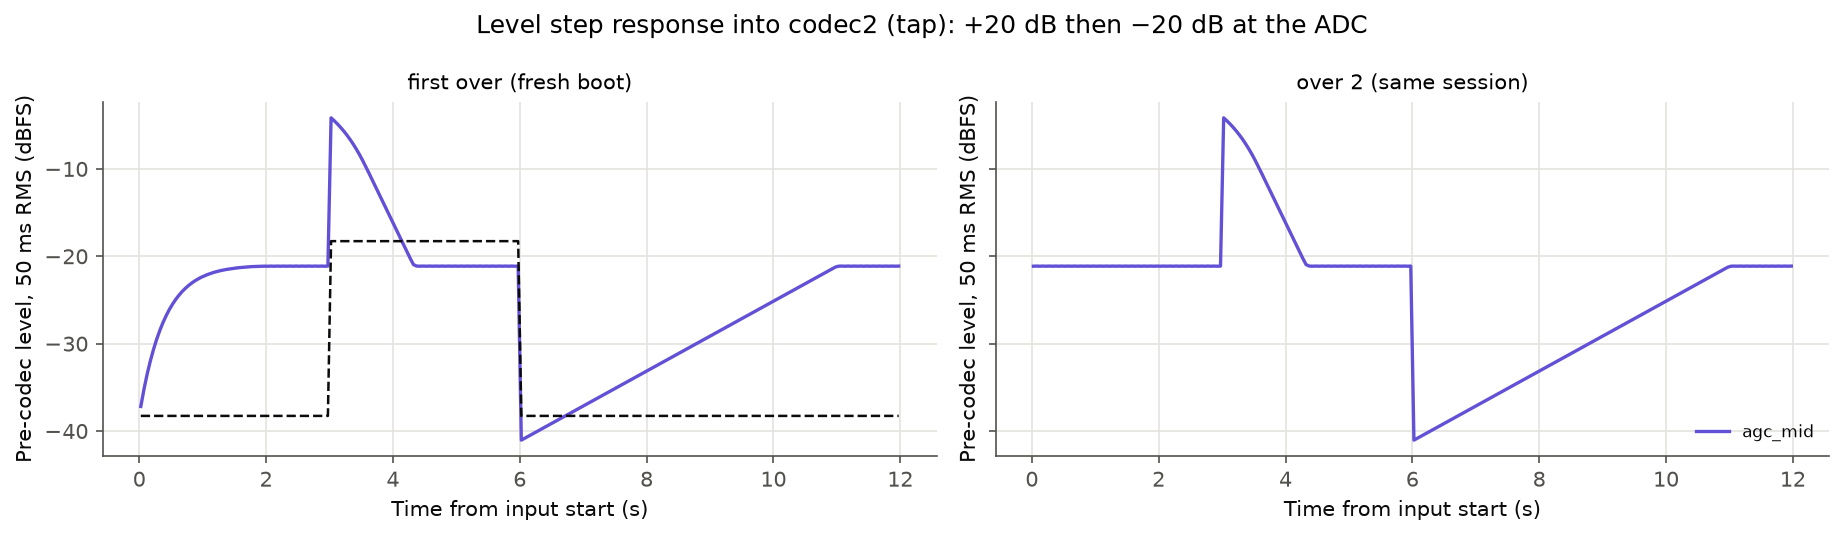 Level step response into codec2 (tap): +20 dB then −20 dB at the ADC
first over (fresh boot)
Pre-codec level, 50 ms RMS (dBFS)
−10
−20
−30
−40
0 2 4 6 8 10 12
Time from input start (s)
over 2 (same session)
Pre-codec level, 50 ms RMS (dBFS)
agc_mid
0 2 4 6 8 10 12
Time from input start (s)